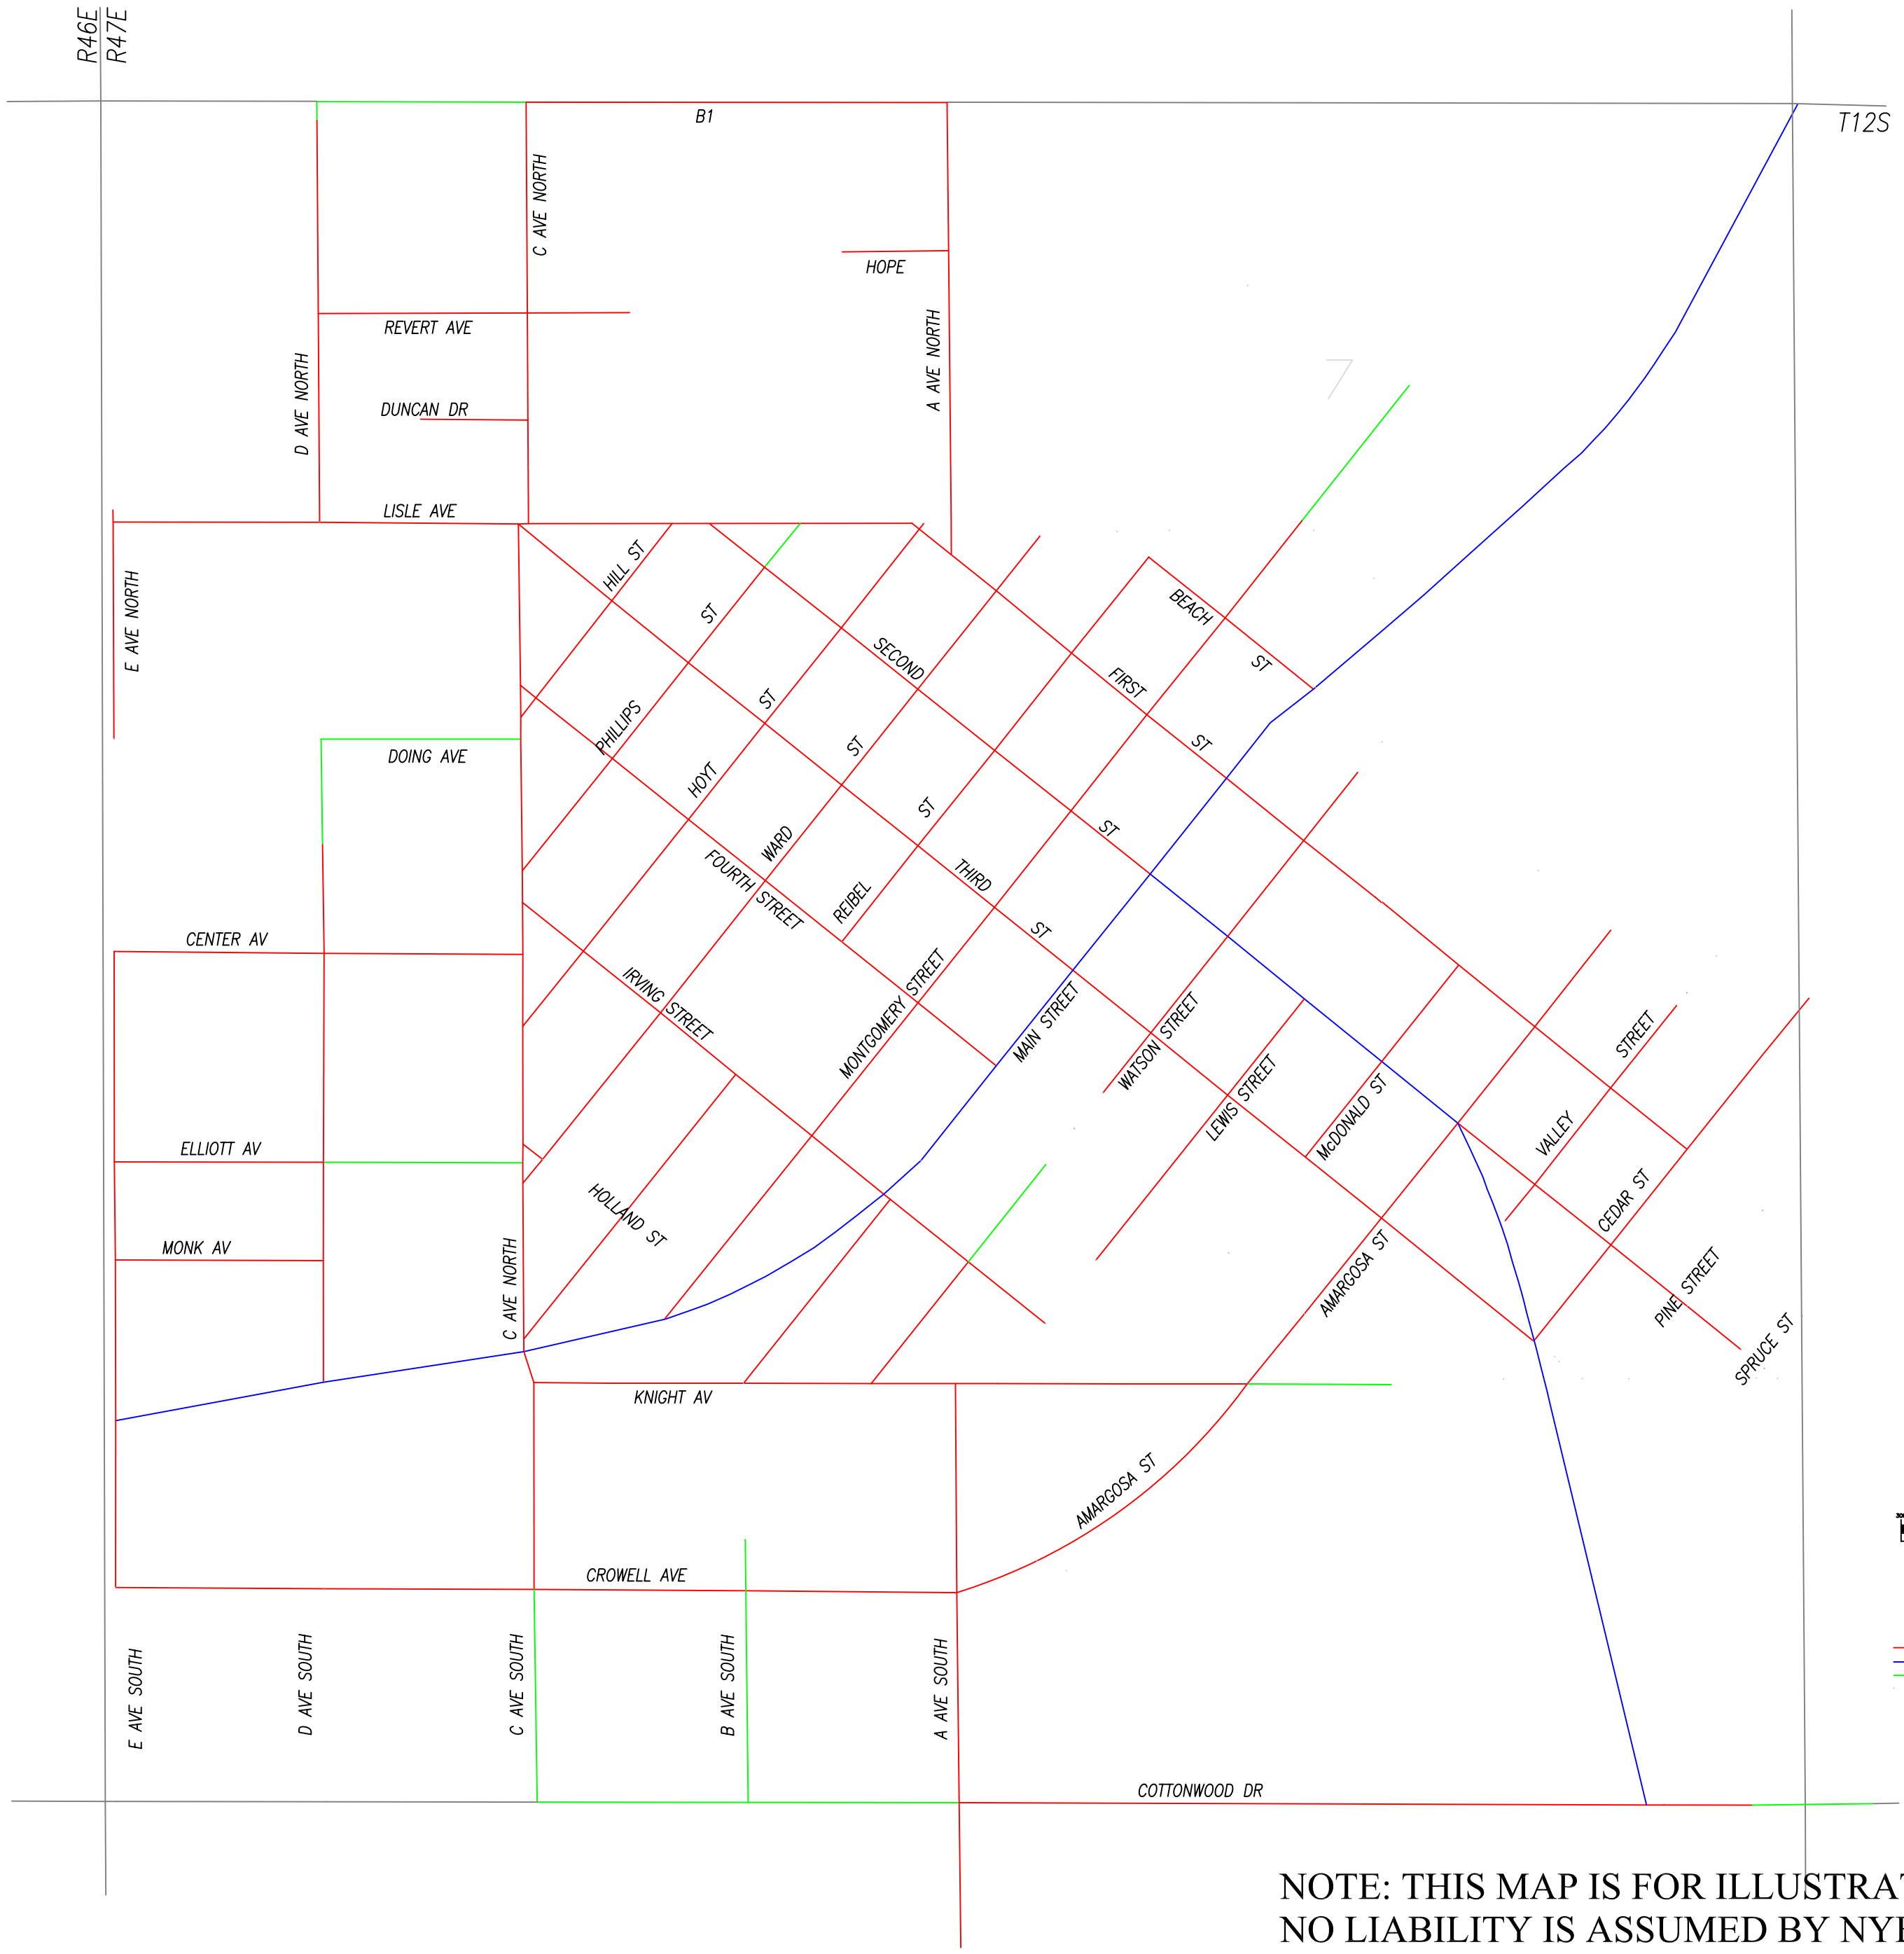 R46E
R47E
T12S
B1
C AVE NORTH
HOPE
REVERT AVE
A AVE NORTH
D AVE NORTH
7
DUNCAN DR
LISLE AVE
E AVE NORTH
HILL ST
PHILLIPS ST
HOYT ST
WARD ST
REIBEL ST
BEACH ST
SECOND ST
FIRST ST
DOING AVE
FOURTH STREET
THIRD ST
CENTER AV
IRVING STREET
MONTGOMERY STREET
MAIN STREET
WATSON STREET
LEWIS STREET
McDONALD ST
VALLEY STREET
ELLIOTT AV
HOLLAND ST
CEDAR ST
MONK AV
C AVE NORTH
AMARGOSA ST
PINE STREET
SPRUCE ST
KNIGHT AV
AMARGOSA ST
CROWELL AVE
E AVE SOUTH
D AVE SOUTH
C AVE SOUTH
B AVE SOUTH
A AVE SOUTH
COTTONWOOD DR
NOTE: THIS MAP IS FOR ILLUSTRAT
NO LIABILITY IS ASSUMED BY NYE